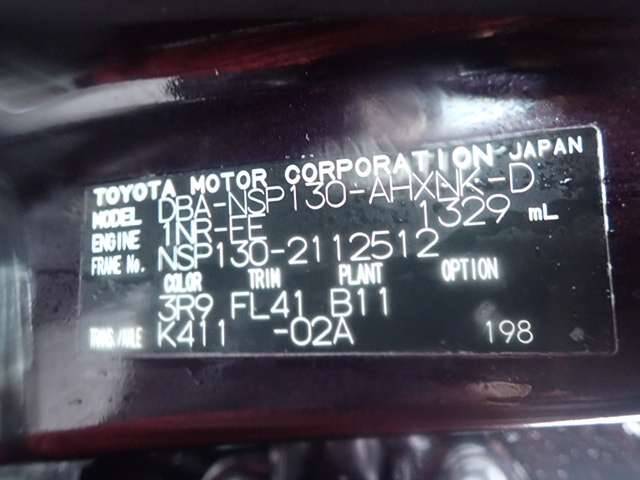 TOYOTA MOTOR CORPORATION JAPAN
MODEL DBA-NSP130-AHXNK-D
ENGINE 1NR-FE 1329 mL
FRAME No. NSP130-2112512
COLOR TRIM PLANT OPTION
3R9 FL41 B11
TRANS./AXLE K411 -02A 198